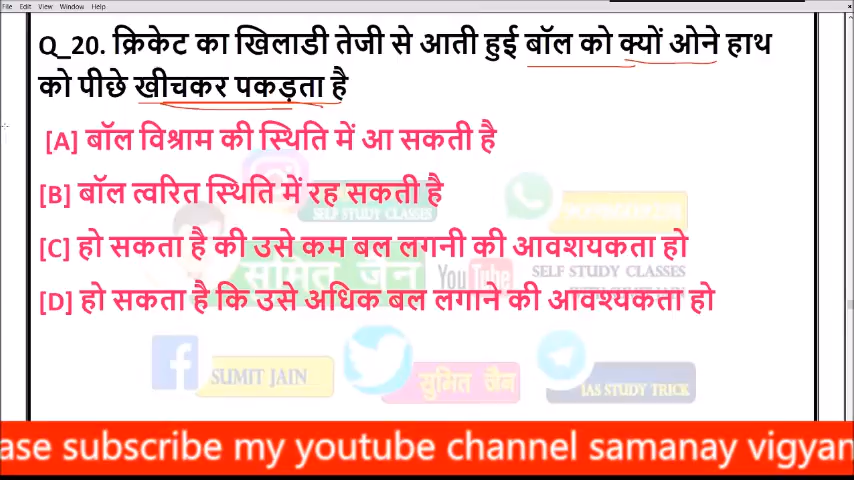 File Edit View Window Help
Q_20. क्रिकेट का खिलाडी तेजी से आती हुई बॉल को क्यों ओने हाथ
को पीछे खीचकर पकड़ता है
[A] बॉल विश्राम की स्थिति में आ सकती है
[B] बॉल त्वरित स्थिति में रह सकती है
SELF STUDY CLASSES
[C] हो सकता है की उसे कम बल लगनी की आवशयकता हो
सुमित जैन YouTube SELF STUDY CLASSES
[D] हो सकता है कि उसे अधिक बल लगाने की आवश्यकता हो
SUMIT JAIN सुमित जैन IAS STUDY TRICK
ase subscribe my youtube channel samanay vigyan